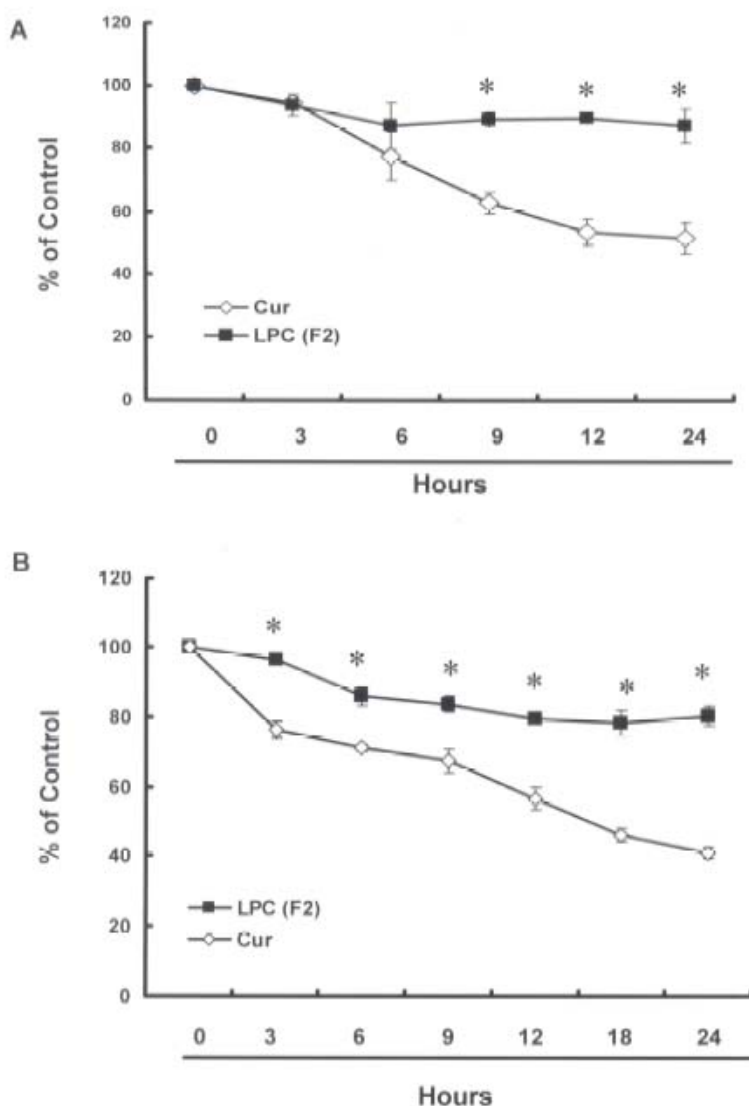 A
120
100
80
60
40
20
0
% of Control
* * *
Cur
LPC (F2)
0 3 6 9 12 24
Hours
B
120
100
80
60
40
20
0
% of Control
* * * * * *
LPC (F2)
Cur
0 3 6 9 12 18 24
Hours